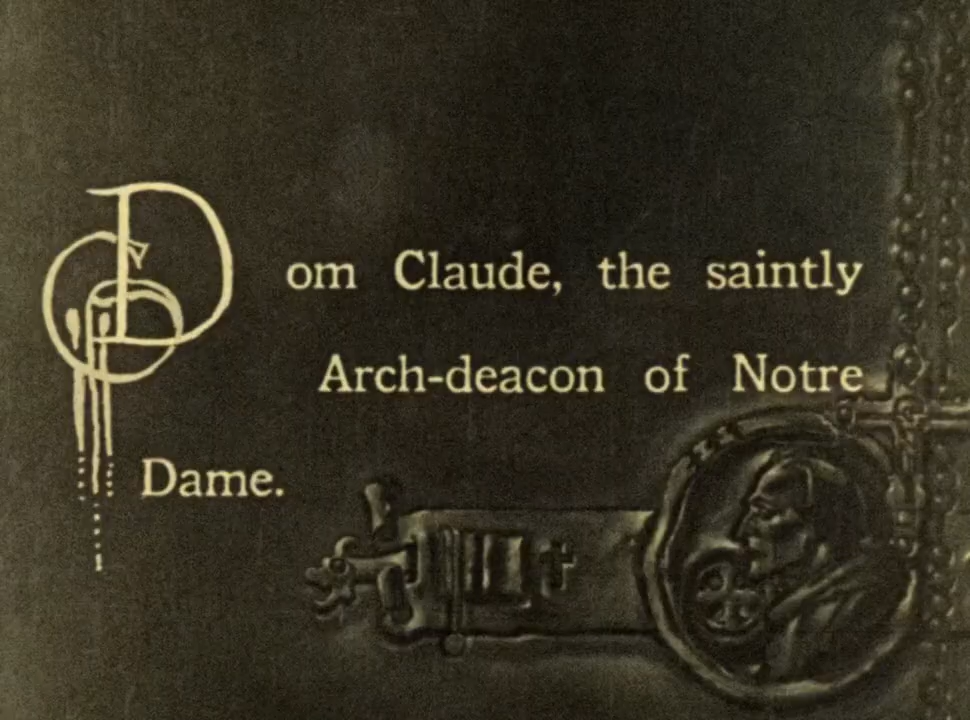 Dom Claude, the saintly
Arch-deacon of Notre
Dame.